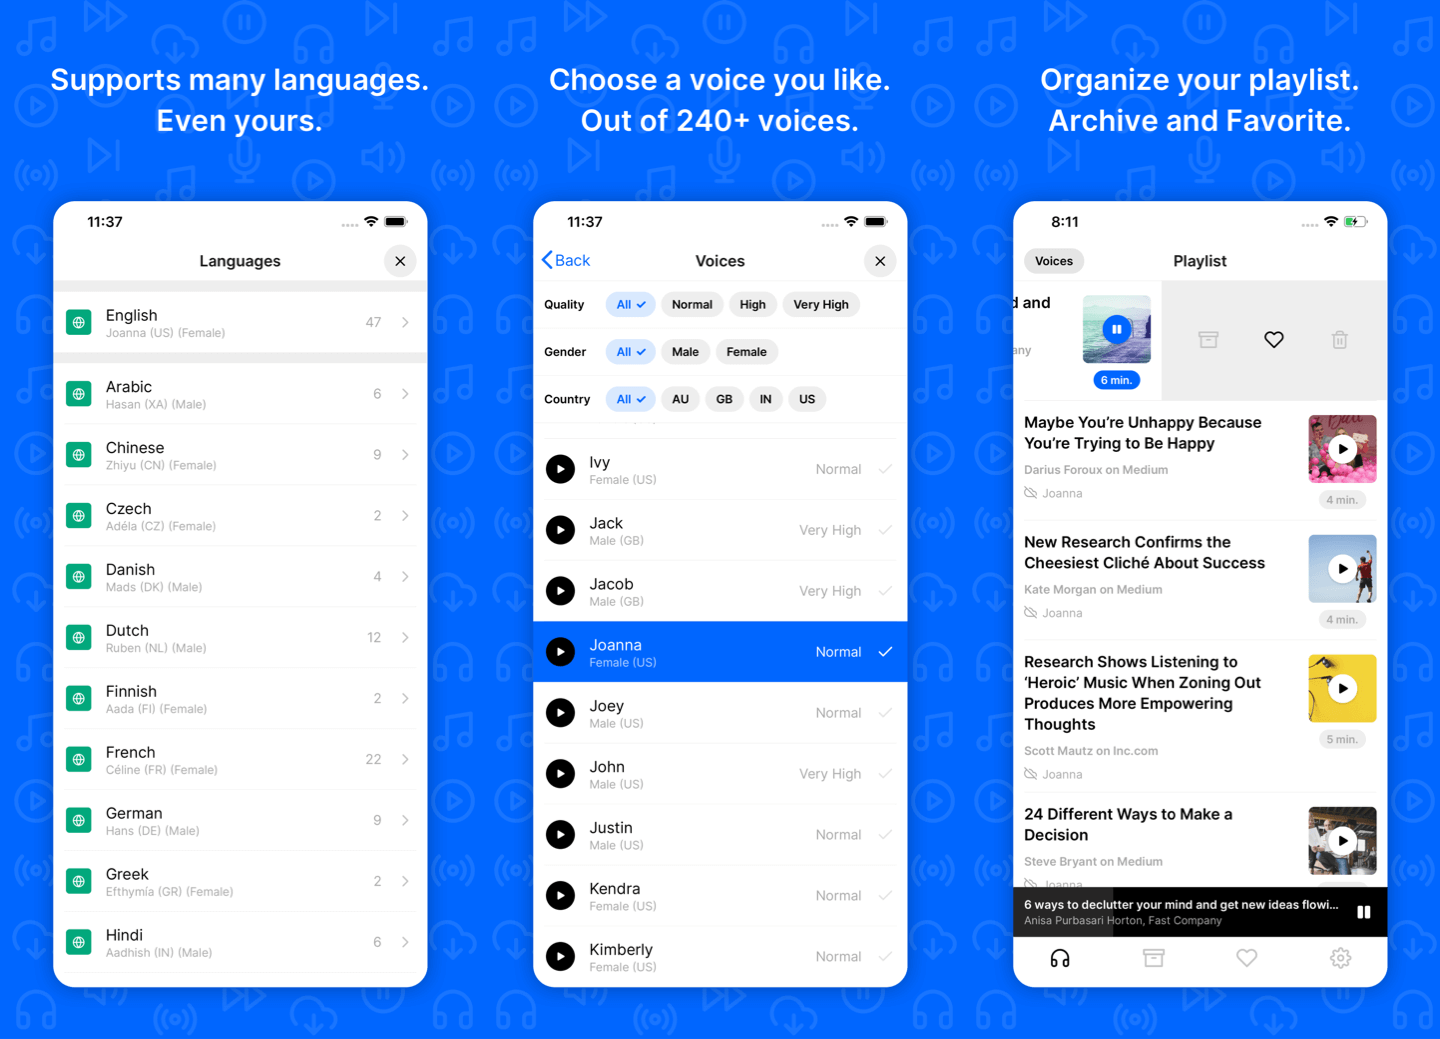 Supports many languages.
Even yours.
11:37
Languages
English
Joanna (US) (Female)
47
Arabic
Hasan (XA) (Male)
6
Chinese
Zhiyu (CN) (Female)
9
Czech
Adéla (CZ) (Female)
2
Danish
Mads (DK) (Male)
4
Dutch
Ruben (NL) (Male)
12
Finnish
Aada (FI) (Female)
2
French
Céline (FR) (Female)
22
German
Hans (DE) (Male)
9
Greek
Efthymía (GR) (Female)
2
Hindi
Aadhish (IN) (Male)
6
Choose a voice you like.
Out of 240+ voices.
11:37
Back
Voices
Quality All Normal High Very High
Gender All Male Female
Country All AU GB IN US
Ivy
Female (US)
Normal
Jack
Male (GB)
Very High
Jacob
Male (GB)
Very High
Joanna
Female (US)
Normal
Joey
Male (US)
Normal
John
Male (US)
Very High
Justin
Male (US)
Normal
Kendra
Female (US)
Normal
Kimberly
Female (US)
Normal
Organize your playlist.
Archive and Favorite.
8:11
Voices
Playlist
d and
any
6 min.
Maybe You're Unhappy Because
You're Trying to Be Happy
Darius Foroux on Medium
Joanna
4 min.
New Research Confirms the
Cheesiest Cliché About Success
Kate Morgan on Medium
Joanna
4 min.
Research Shows Listening to
'Heroic' Music When Zoning Out
Produces More Empowering
Thoughts
Scott Mautz on Inc.com
Joanna
5 min.
24 Different Ways to Make a
Decision
Steve Bryant on Medium
Joanna
6 ways to declutter your mind and get new ideas flowi...
Anisa Purbasari Horton, Fast Company